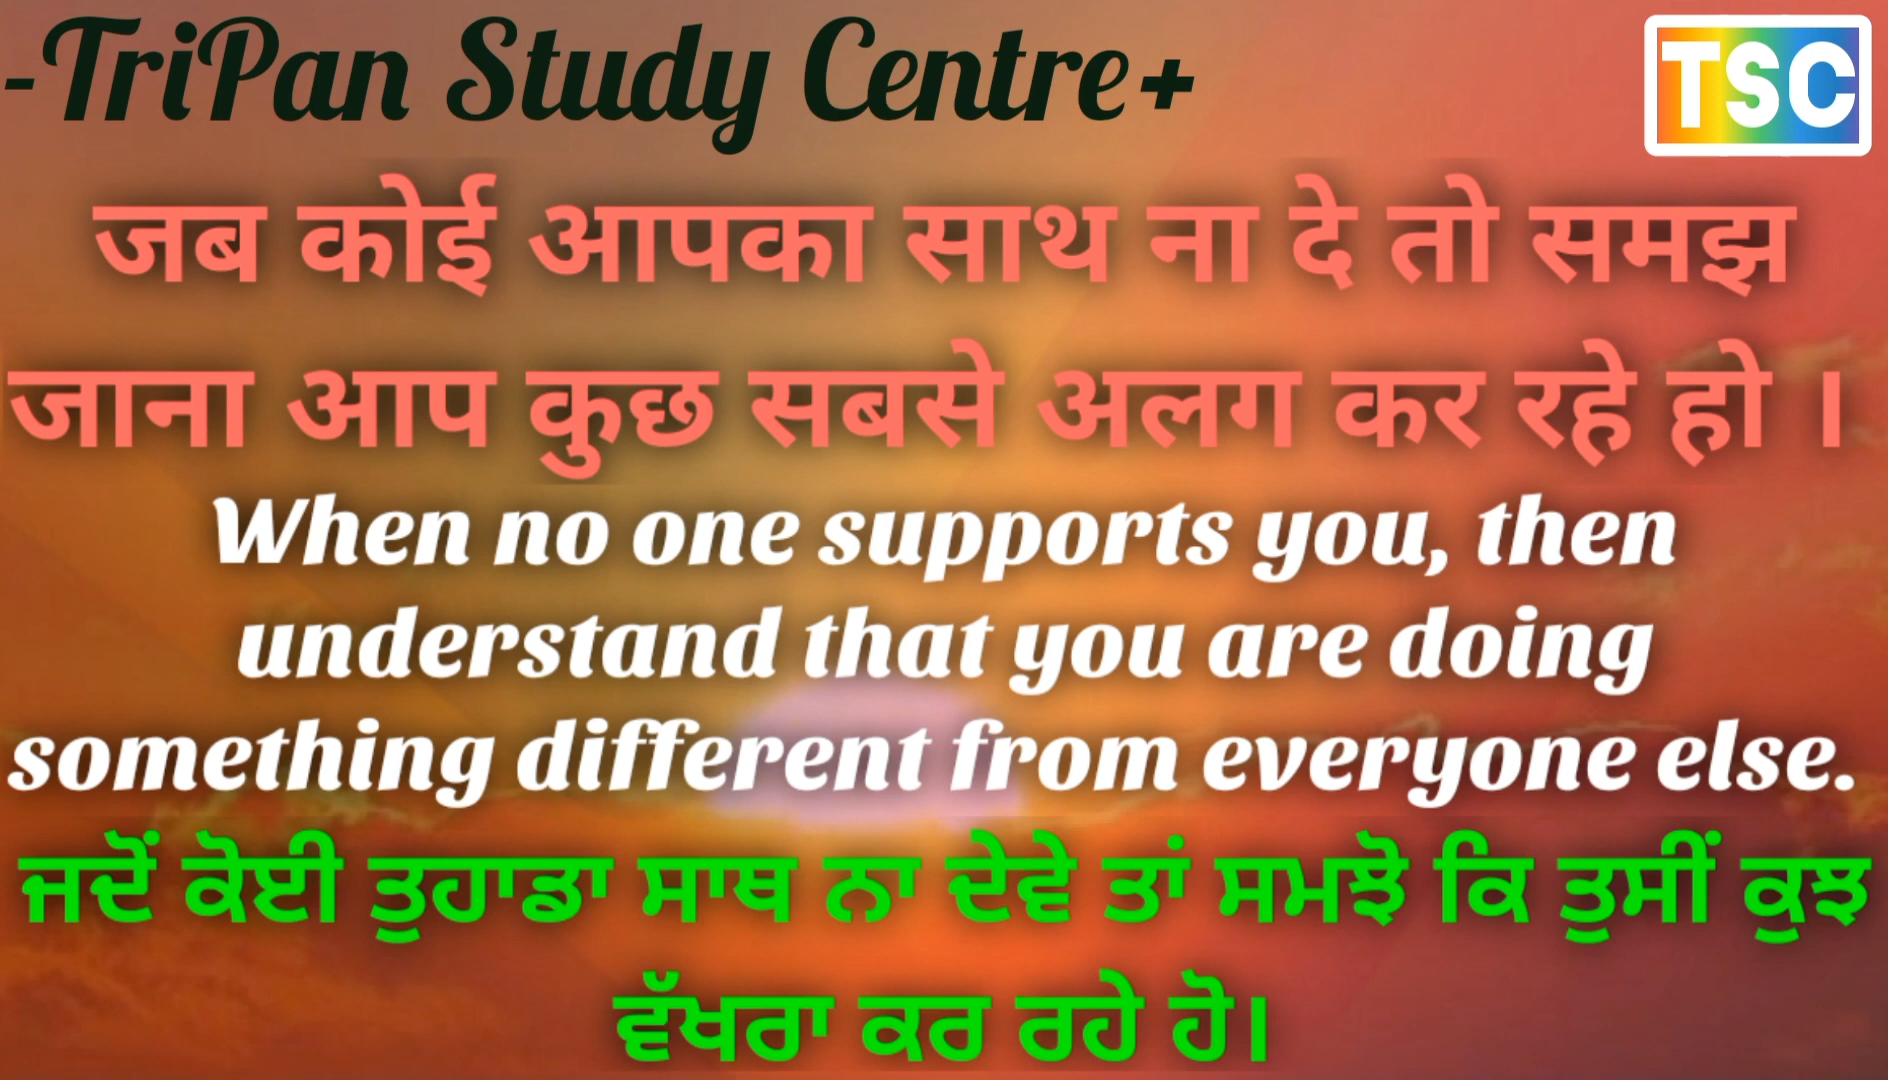 -TriPan Study Centre+
TSC
जब कोई आपका साथ ना दे तो समझ
जाना आप कुछ सबसे अलग कर रहे हो ।
When no one supports you, then
understand that you are doing
something different from everyone else.
ਜਦੋਂ ਕੋਈ ਤੁਹਾਡਾ ਸਾਥ ਨਾ ਦੇਵੇ ਤਾਂ ਸਮਝੋ ਕਿ ਤੁਸੀਂ ਕੁਝ
ਵੱਖਰਾ ਕਰ ਰਹੇ ਹੋ।